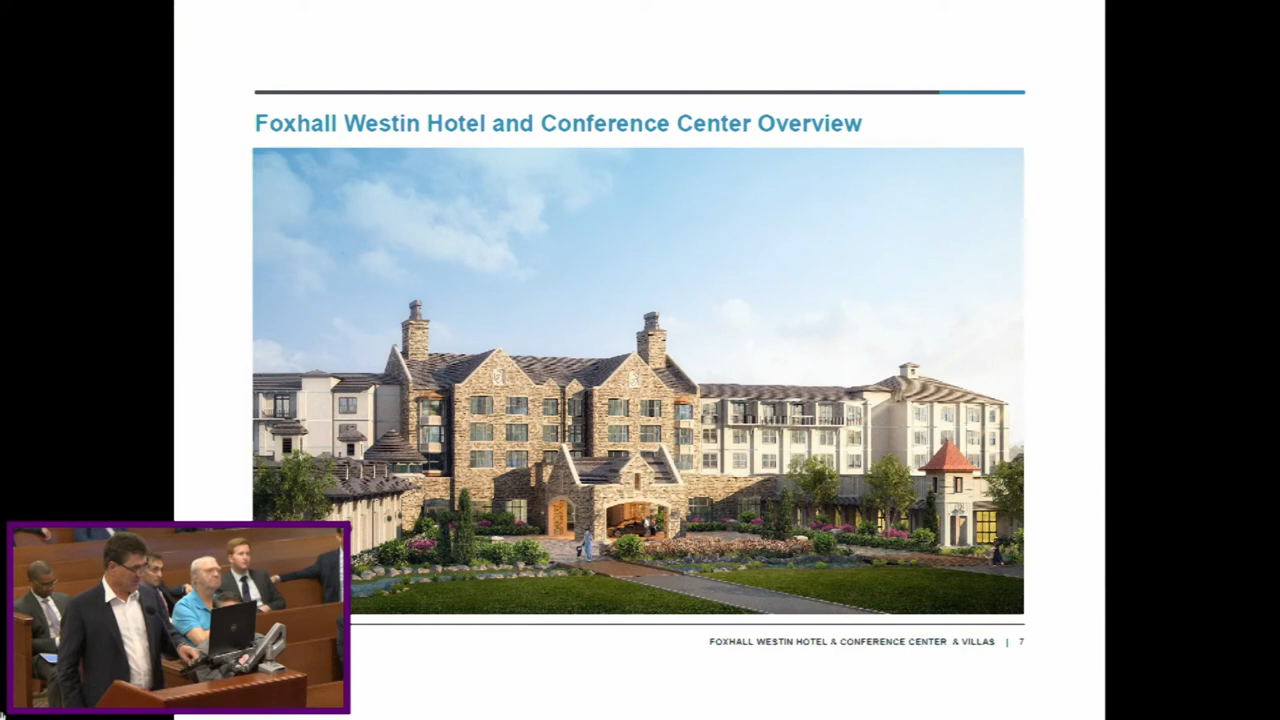 Foxhall Westin Hotel and Conference Center Overview
FOXHALL WESTIN HOTEL & CONFERENCE CENTER & VILLAS | 7